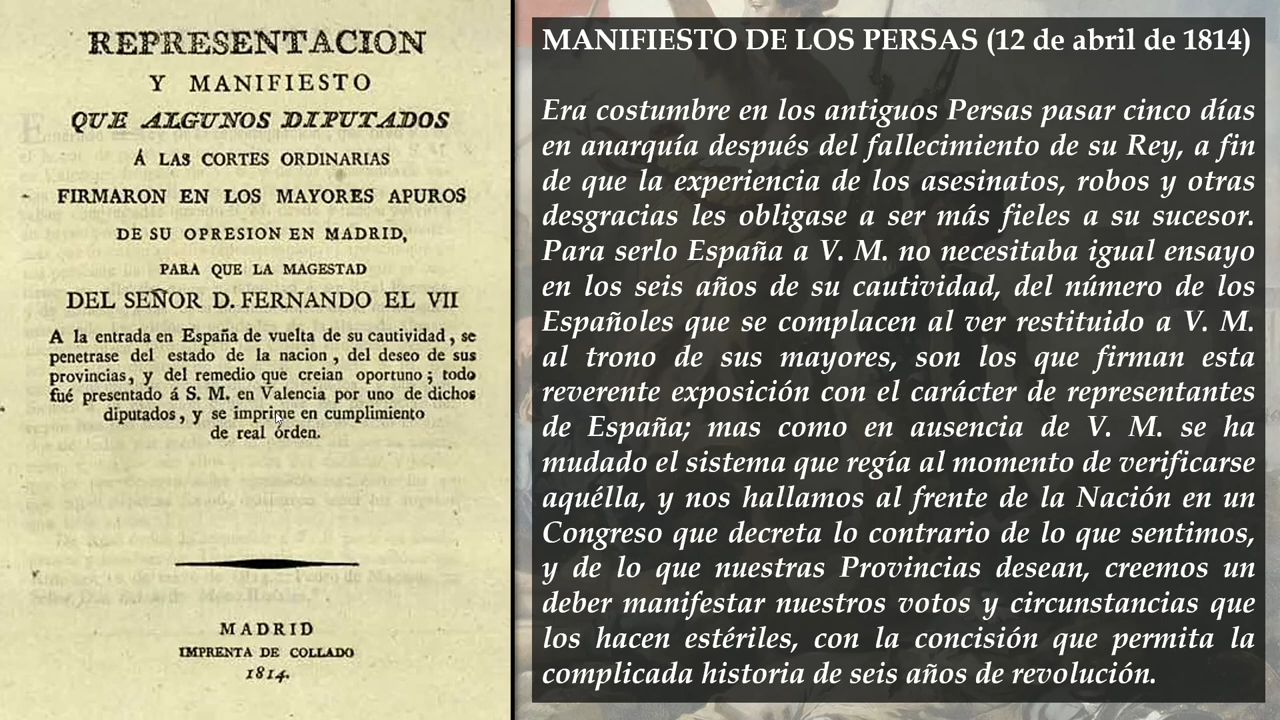 REPRESENTACION
Y MANIFIESTO
QUE ALGUNOS DIPUTADOS
Á LAS CORTES ORDINARIAS
FIRMARON EN LOS MAYORES APUROS
DE SU OPRESION EN MADRID,
PARA QUE LA MAGESTAD
DEL SEÑOR D. FERNANDO EL VII
A la entrada en España de vuelta de su cautividad, se
penetrase del estado de la nacion, del deseo de sus
provincias, y del remedio que creian oportuno; todo
fué presentado á S. M. en Valencia por uno de dichos
diputados, y se imprime en cumplimiento
de real órden.
MADRID
IMPRENTA DE COLLADO
1814.
MANIFIESTO DE LOS PERSAS (12 de abril de 1814)
Era costumbre en los antiguos Persas pasar cinco días
en anarquía después del fallecimiento de su Rey, a fin
de que la experiencia de los asesinatos, robos y otras
desgracias les obligase a ser más fieles a su sucesor.
Para serlo España a V. M. no necesitaba igual ensayo
en los seis años de su cautividad, del número de los
Españoles que se complacen al ver restituido a V. M.
al trono de sus mayores, son los que firman esta
reverente exposición con el carácter de representantes
de España; mas como en ausencia de V. M. se ha
mudado el sistema que regía al momento de verificarse
aquélla, y nos hallamos al frente de la Nación en un
Congreso que decreta lo contrario de lo que sentimos,
y de lo que nuestras Provincias desean, creemos un
deber manifestar nuestros votos y circunstancias que
los hacen estériles, con la concisión que permita la
complicada historia de seis años de revolución.